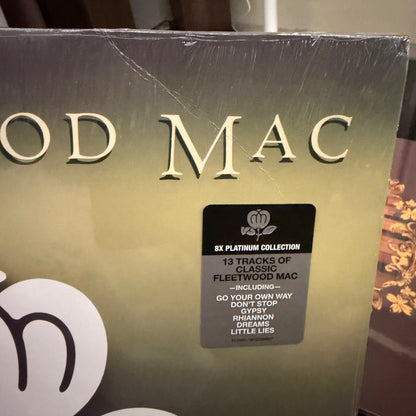 OD MAC
8X PLATINUM COLLECTION
13 TRACKS OF
CLASSIC
FLEETWOOD MAC
—INCLUDING—
GO YOUR OWN WAY
DON'T STOP
GYPSY
RHIANNON
DREAMS
LITTLE LIES